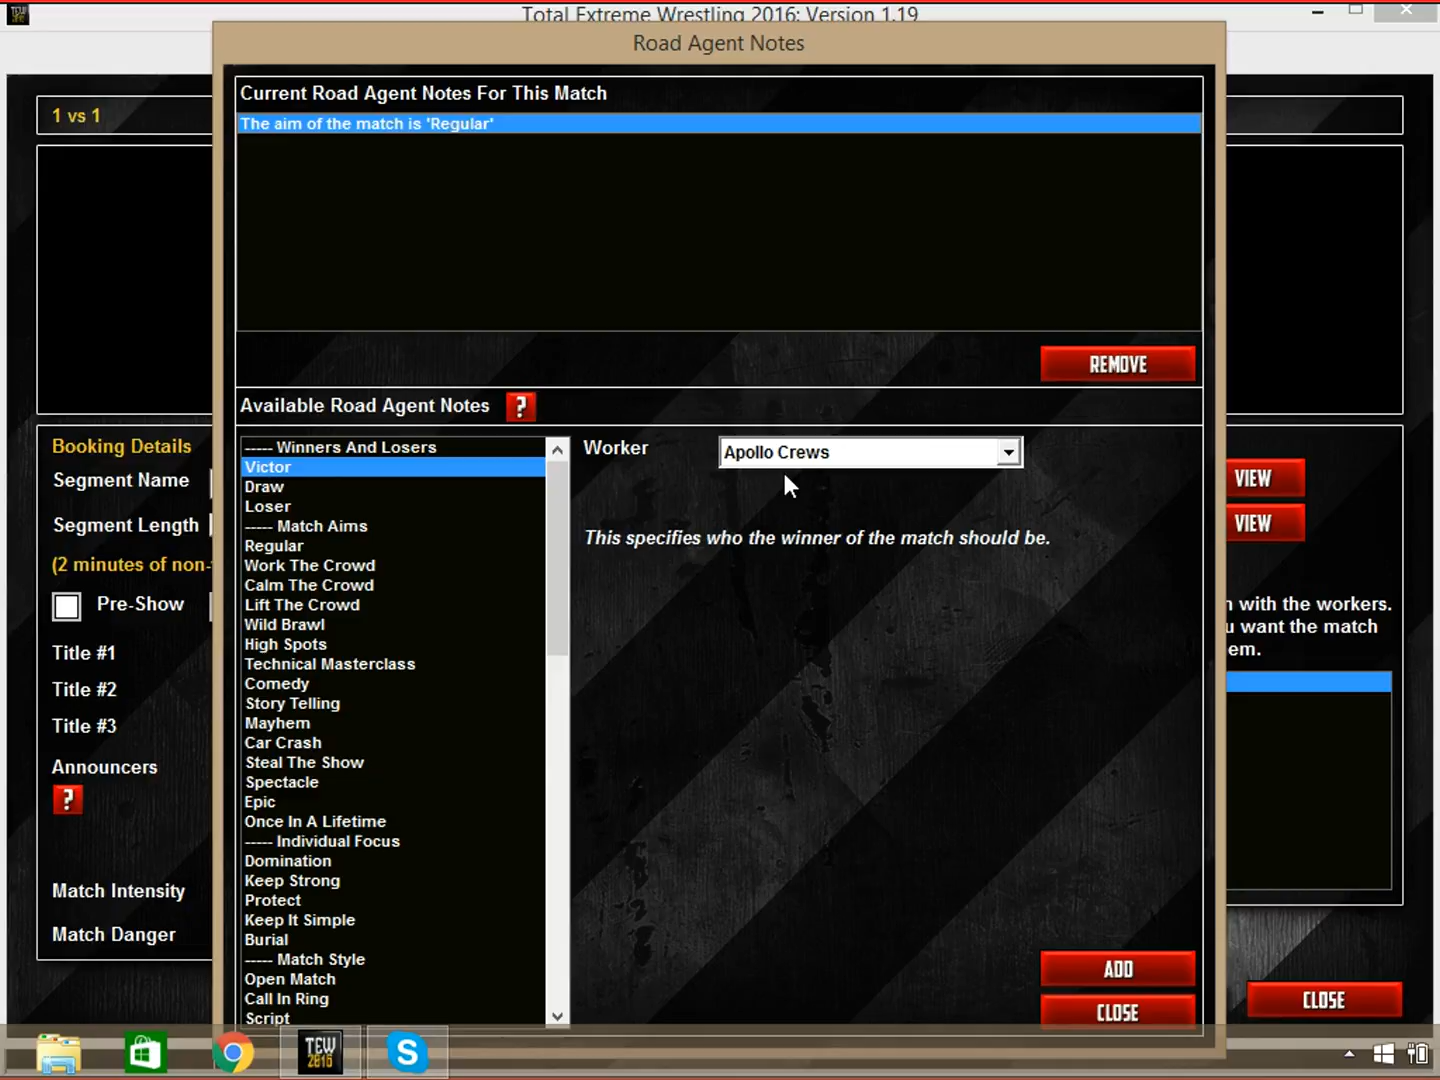 Total Extreme Wrestling 2016: Version 1.19
Road Agent Notes
Current Road Agent Notes For This Match
1 vs 1
The aim of the match is 'Regular'
REMOVE
Available Road Agent Notes ?
----- Winners And Losers
Victor
Draw
Loser
----- Match Aims
Regular
Work The Crowd
Calm The Crowd
Lift The Crowd
Wild Brawl
High Spots
Technical Masterclass
Comedy
Story Telling
Mayhem
Car Crash
Steal The Show
Spectacle
Epic
Once In A Lifetime
----- Individual Focus
Domination
Keep Strong
Protect
Keep It Simple
Burial
----- Match Style
Open Match
Call In Ring
Script
Worker Apollo Crews
This specifies who the winner of the match should be.
ADD
CLOSE
Booking Details
Segment Name
Segment Length
(2 minutes of non-
Pre-Show
Title #1
Title #2
Title #3
Announcers
?
Match Intensity
Match Danger
VIEW
VIEW
with the workers.
want the match
em.
CLOSE
TEW
2016
S